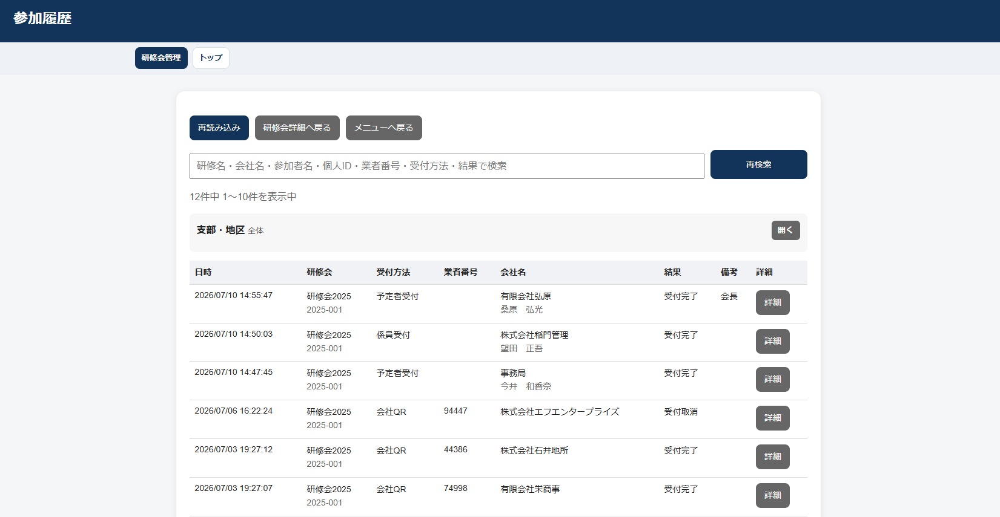 参加履歴
研修会管理 トップ
再読み込み 研修会詳細へ戻る メニューへ戻る
研修名・会社名・参加者名・個人ID・業者番号・受付方法・結果で検索 再検索
12件中 1～10件を表示中
支部・地区 全体 開く
日時 研修会 受付方法 業者番号 会社名 結果 備考 詳細
2026/07/10 14:55:47 研修会2025 予定者受付 有限会社弘原 受付完了 会長 詳細
2025-001 桑原　弘光
2026/07/10 14:50:03 研修会2025 係員受付 株式会社稲門管理 受付完了 詳細
2025-001 望田　正吾
2026/07/10 14:47:45 研修会2025 予定者受付 事務局 受付完了 詳細
2025-001 今井　和香奈
2026/07/06 16:22:24 研修会2025 会社QR 94447 株式会社エフエンタープライズ 受付取消 詳細
2025-001
2026/07/03 19:27:12 研修会2025 会社QR 44386 株式会社石井地所 受付完了 詳細
2025-001
2026/07/03 19:27:07 研修会2025 会社QR 74998 有限会社栄商事 受付完了 詳細
2025-001